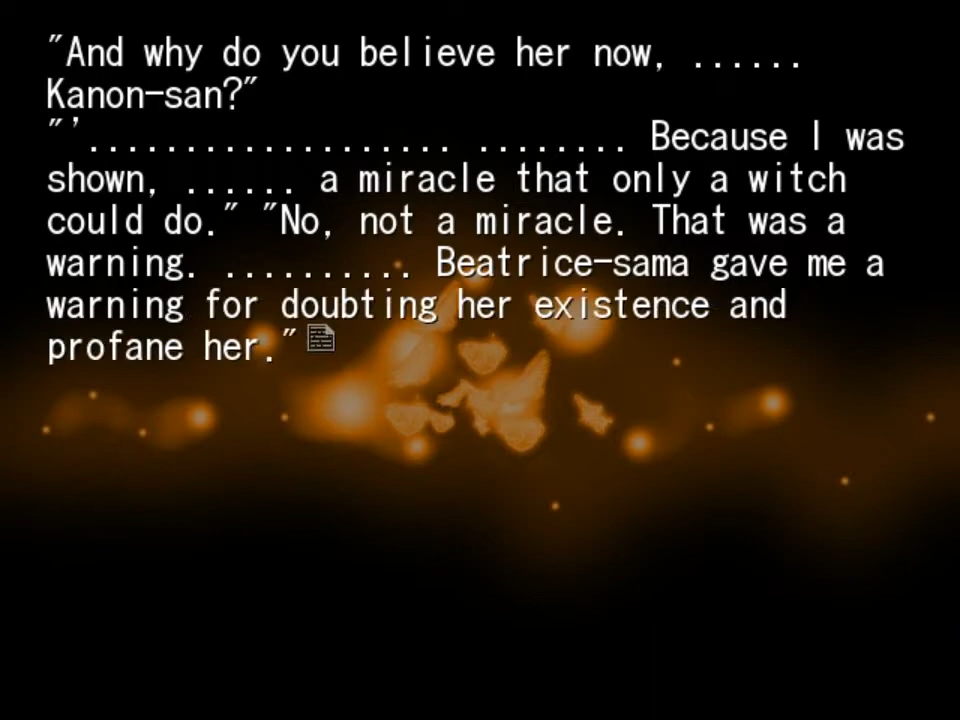 "And why do you believe her now, ......
Kanon-san?"
"'................... ........ Because I was
shown, ...... a miracle that only a witch
could do." "No, not a miracle. That was a
warning. .......... Beatrice-sama gave me a
warning for doubting her existence and
profane her."